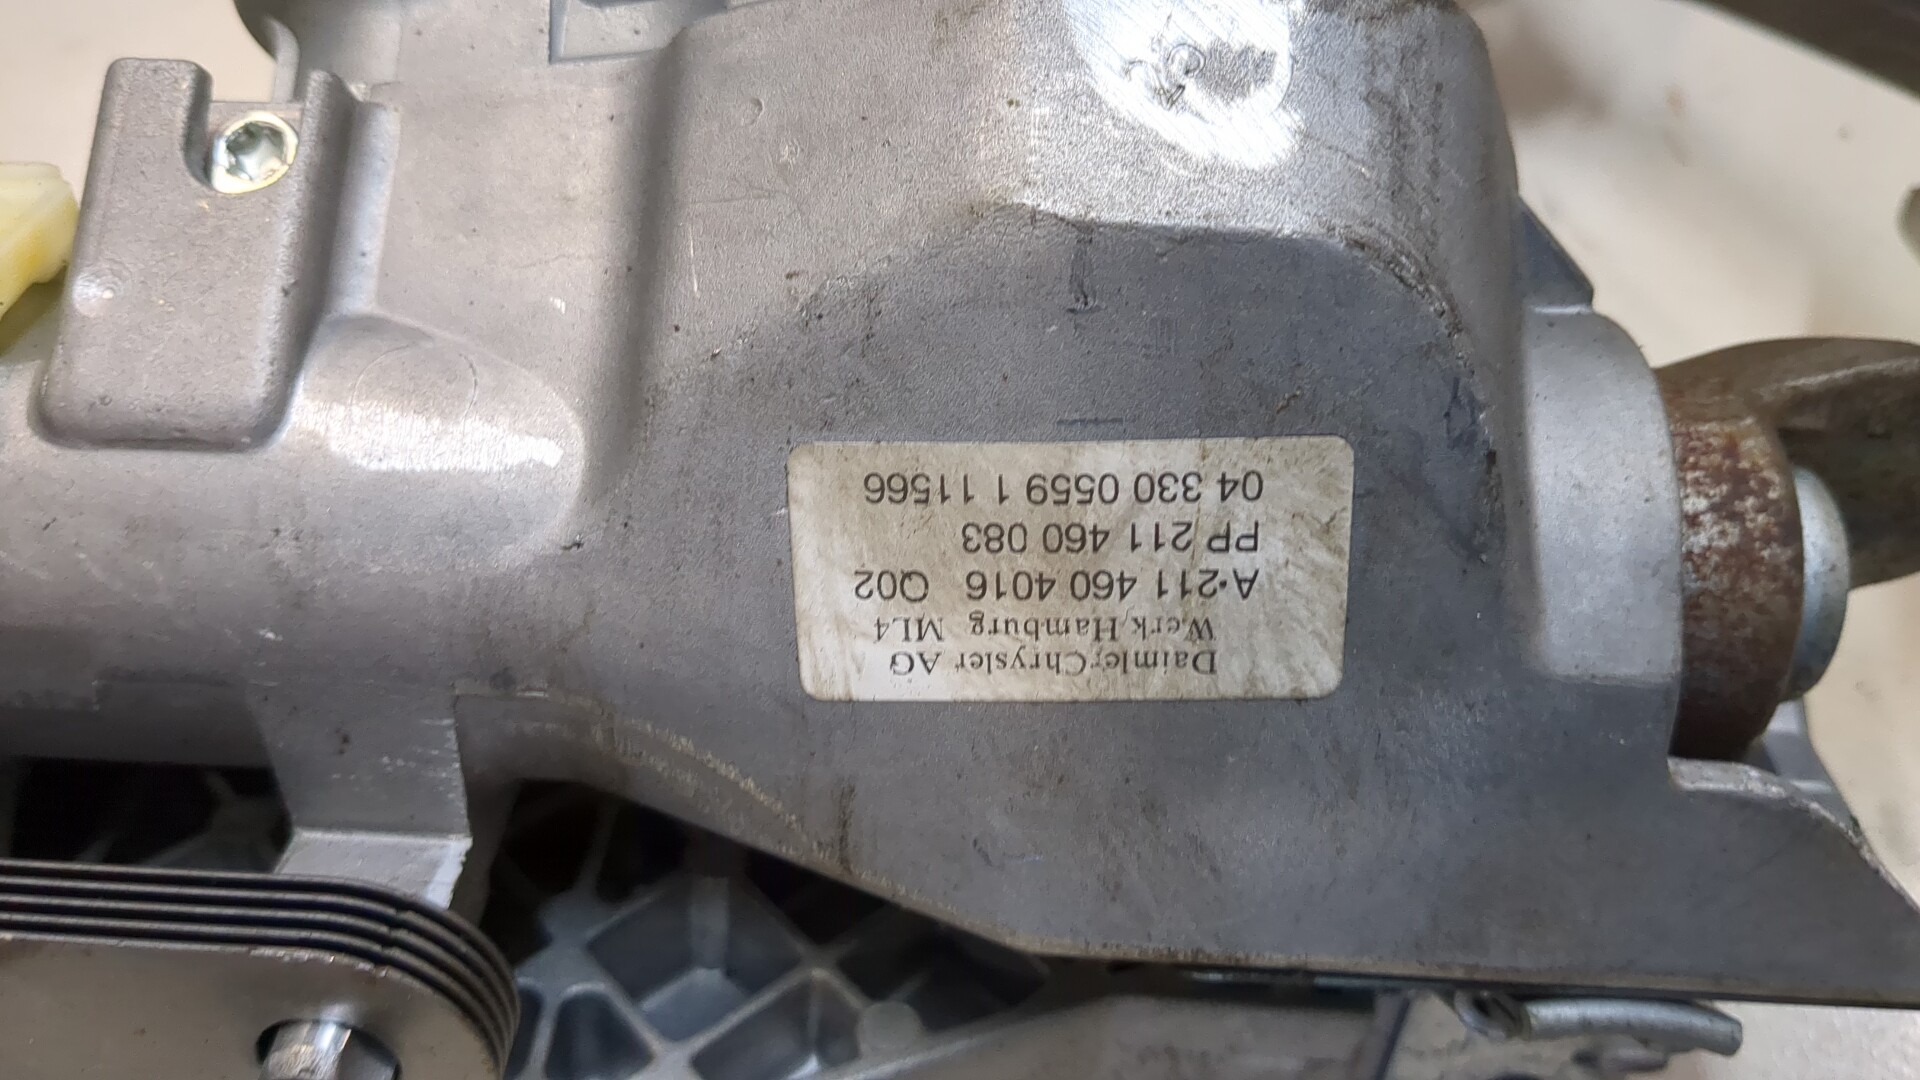 DaimlerChrysler AG
Werk Hamburg ML4
A·211 460 4016 Q02
PP 211 460 083
04 330 0559 1 11566